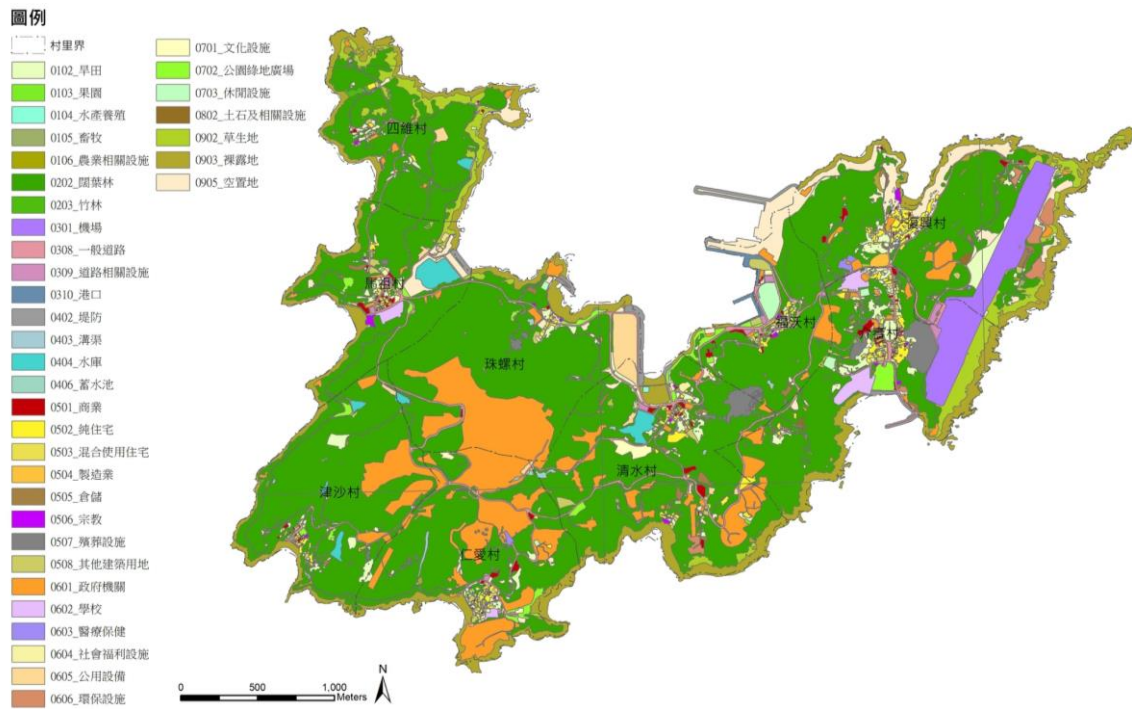 圖例
村里界
0102_旱田
0103_果園
0104_水產養殖
0105_畜牧
0106_農業相關設施
0202_闊葉林
0203_竹林
0301_機場
0308_一般道路
0309_道路相關設施
0310_港口
0402_堤防
0403_溝渠
0404_水庫
0406_蓄水池
0501_商業
0502_純住宅
0503_混合使用住宅
0504_製造業
0505_倉儲
0506_宗教
0507_殯葬設施
0508_其他建築用地
0601_政府機關
0602_學校
0603_醫療保健
0604_社會福利設施
0605_公用設備
0606_環保設施
0701_文化設施
0702_公園綠地廣場
0703_休閒設施
0802_土石及相關設施
0902_草生地
0903_裸露地
0905_空置地
四維村
馬祖村
珠螺村
福沃村
清水村
津沙村
仁愛村
N
0 500 1,000
Meters